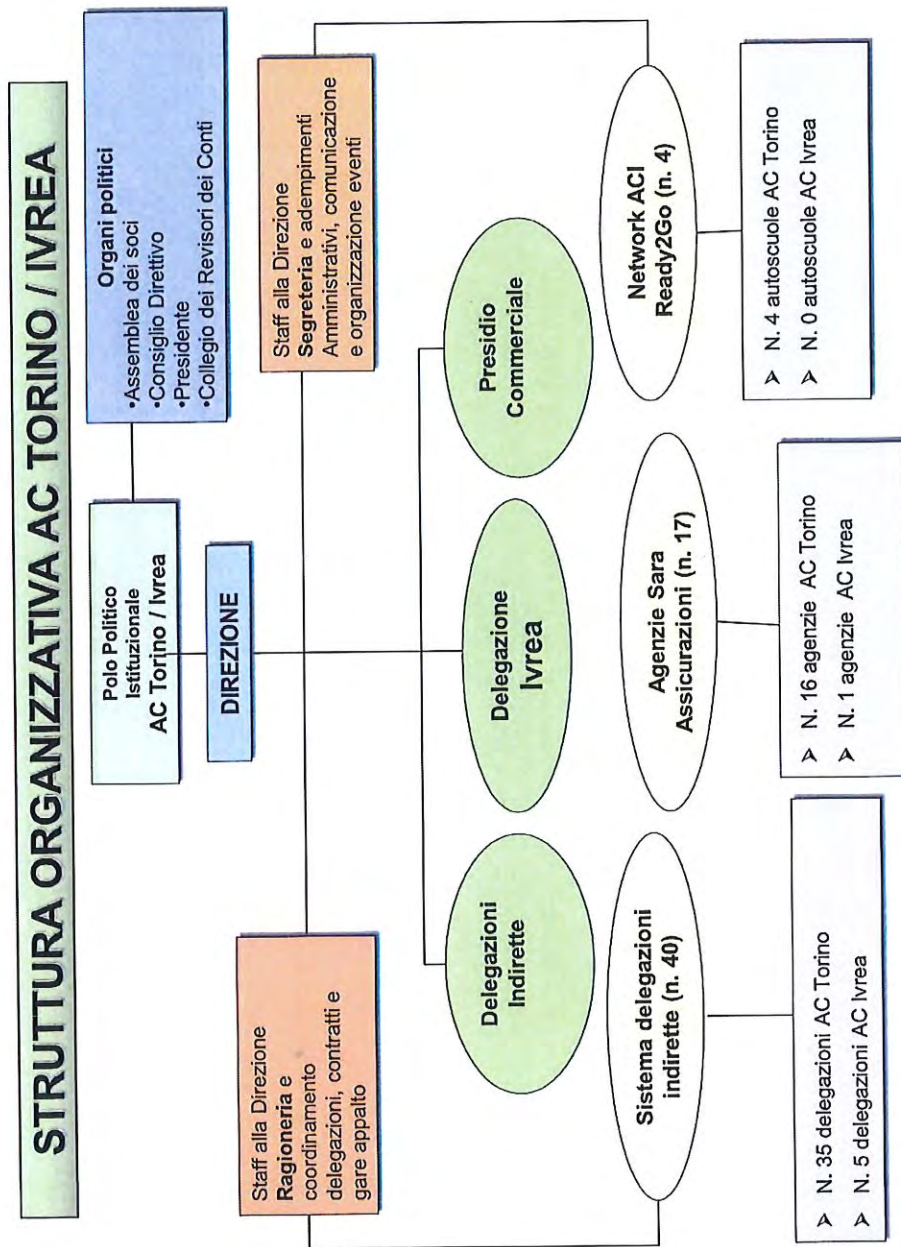 STRUTTURA ORGANIZZATIVA AC TORINO / IVREA
Polo Politico
Istituzionale
AC Torino / Ivrea
Organi politici
•Assemblea dei soci
•Consiglio Direttivo
•Presidente
•Collegio dei Revisori dei Conti
DIREZIONE
Staff alla Direzione
Ragioneria e
coordinamento
delegazioni, contratti e
gare appalto
Staff alla Direzione
Segreteria e adempimenti
Amministrativi, comunicazione
e organizzazione eventi
Delegazioni
Indirette
Delegazione
Ivrea
Presidio
Commerciale
Sistema delegazioni
indirette (n. 40)
Agenzie Sara
Assicurazioni (n. 17)
Network ACI
Ready2Go (n. 4)
➢ N. 35 delegazioni AC Torino
➢ N. 5 delegazioni AC Ivrea
➢ N. 16 agenzie AC Torino
➢ N. 1 agenzie AC Ivrea
➢ N. 4 autoscuole AC Torino
➢ N. 0 autoscuole AC Ivrea